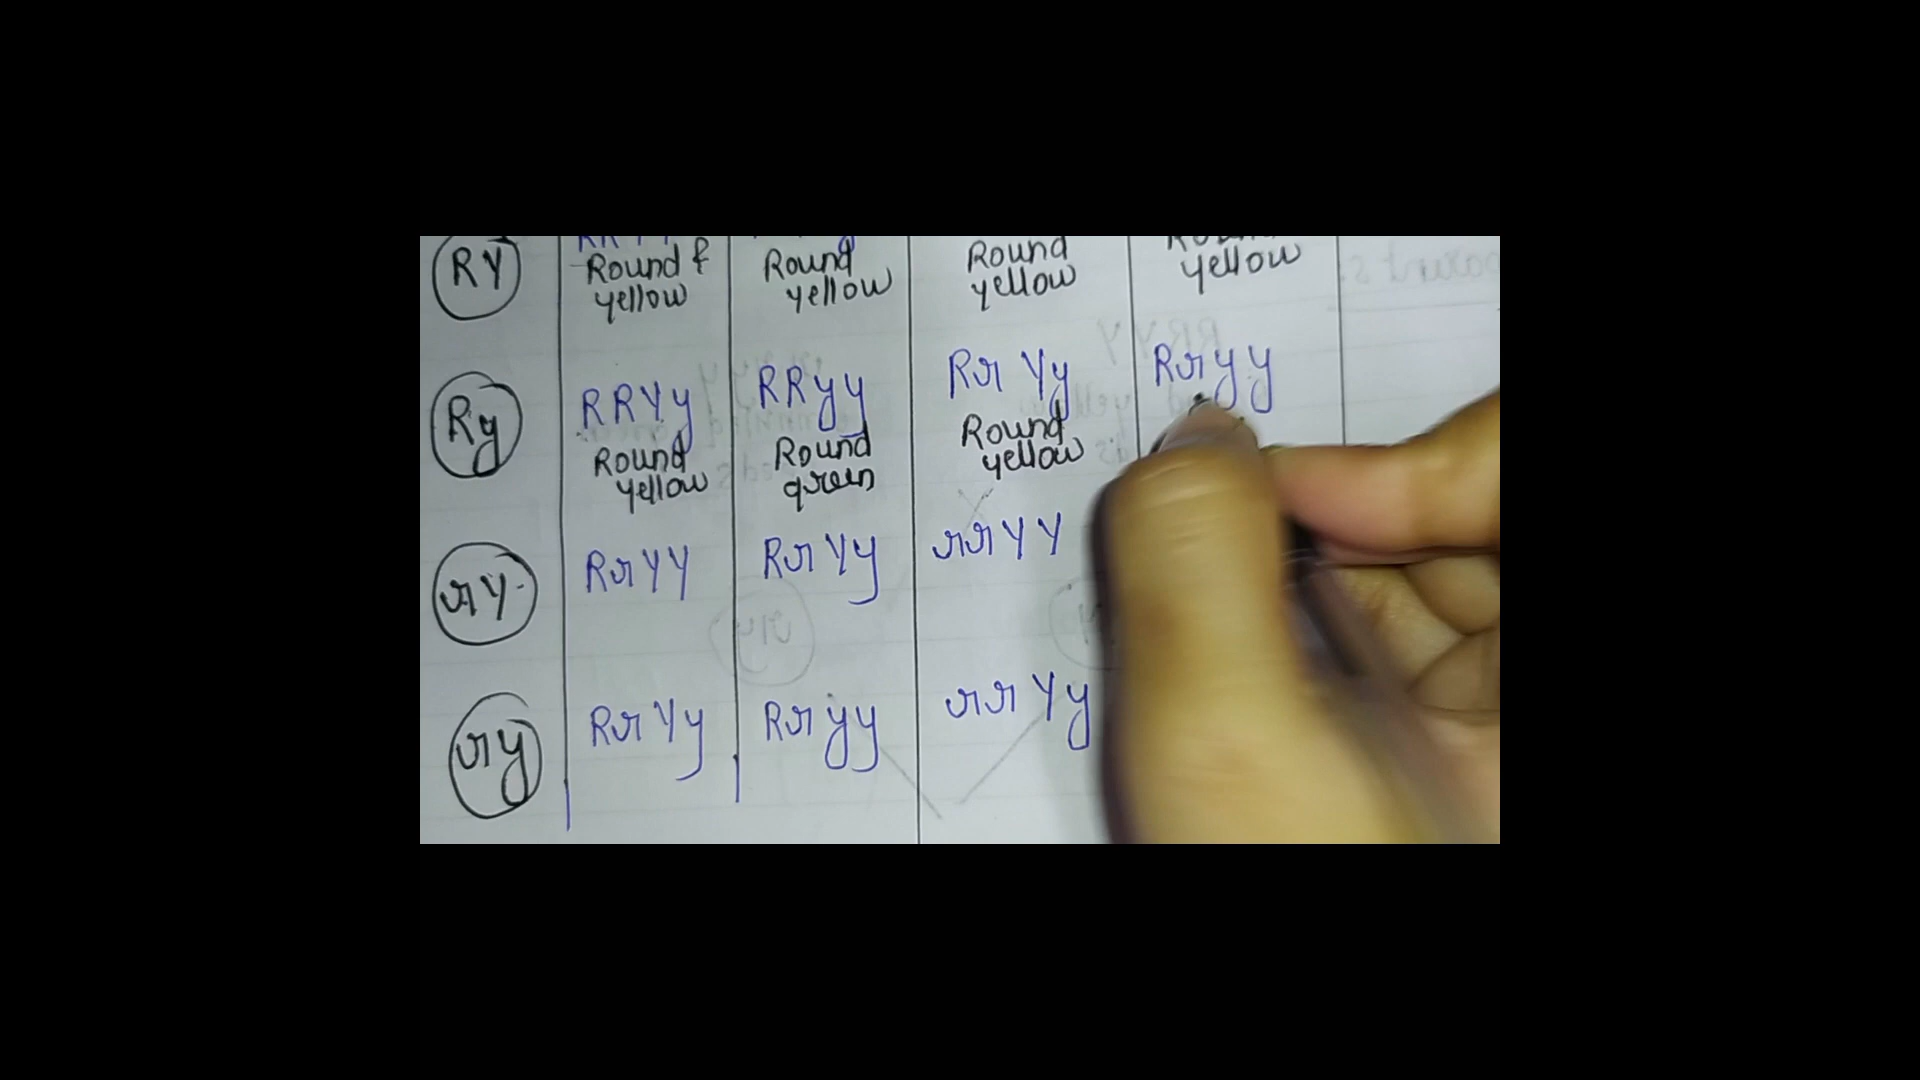 RY
Round & yellow
Round yellow
Round yellow
yellow
Ry
RRYy
Round yellow
RRyy
Round green
RrYy
Round yellow
Rryy
rY
RrYY
RrYy
rrYY
ry
RrYy
Rryy
rrYy